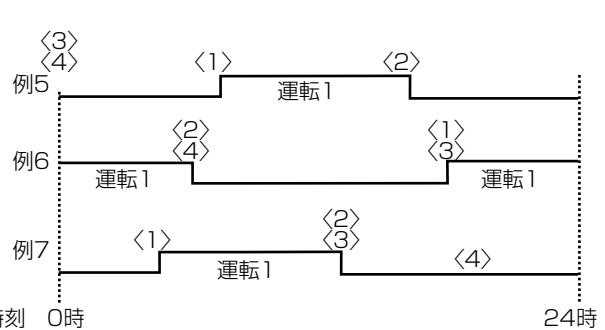 〈3〉
〈4〉 〈1〉 〈2〉
例5
運転1
〈2〉 〈1〉
〈4〉 〈3〉
例6
運転1 運転1
〈2〉
〈1〉 〈3〉
例7 〈4〉
運転1
時刻 0時 24時